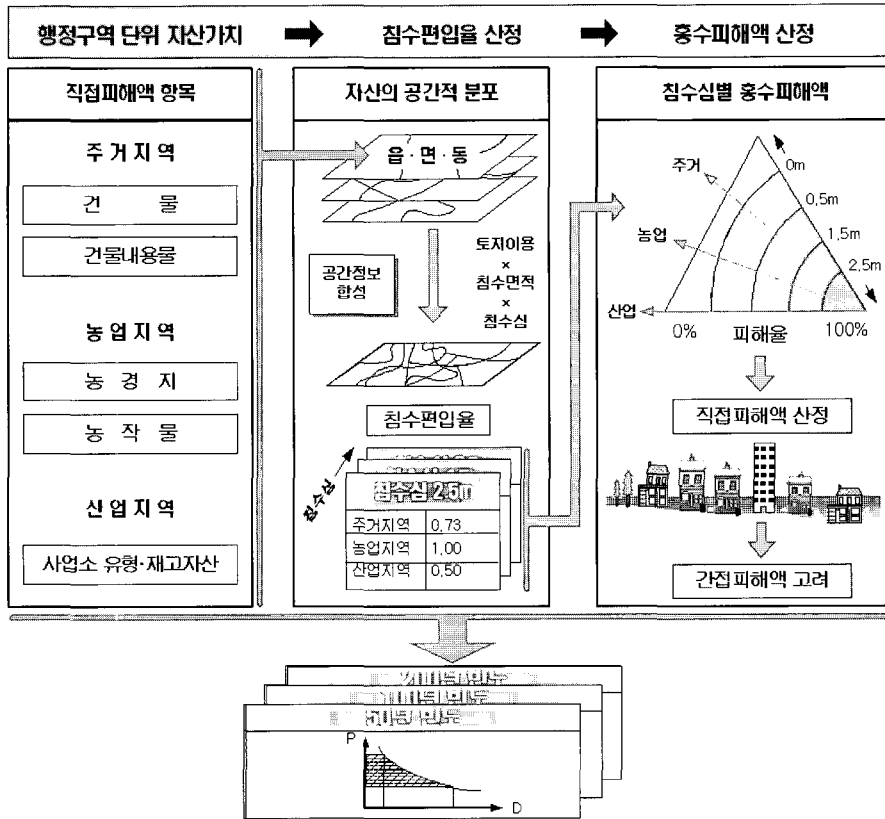 행정구역 단위 자산가치
침수편입율 산정
홍수피해액 산정
직접피해액 항목
주 거 지 역
건 물
건물내용물
농 업 지 역
농 경 지
농 작 물
산 업 지 역
사업소 유형·재고자산
자산의 공간적 분포
읍·면·동
공간정보
합성
토지이용
×
침수면적
×
침수심
침수편입율
침수심
침수심 2.5m
주거지역 0.73
농업지역 1.00
산업지역 0.50
침수심별 홍수피해액
주거
농업
산업
0m
0.5m
1.5m
2.5m
0% 피해율 100%
직접피해액 산정
간접피해액 고려
50년 빈도
P
D